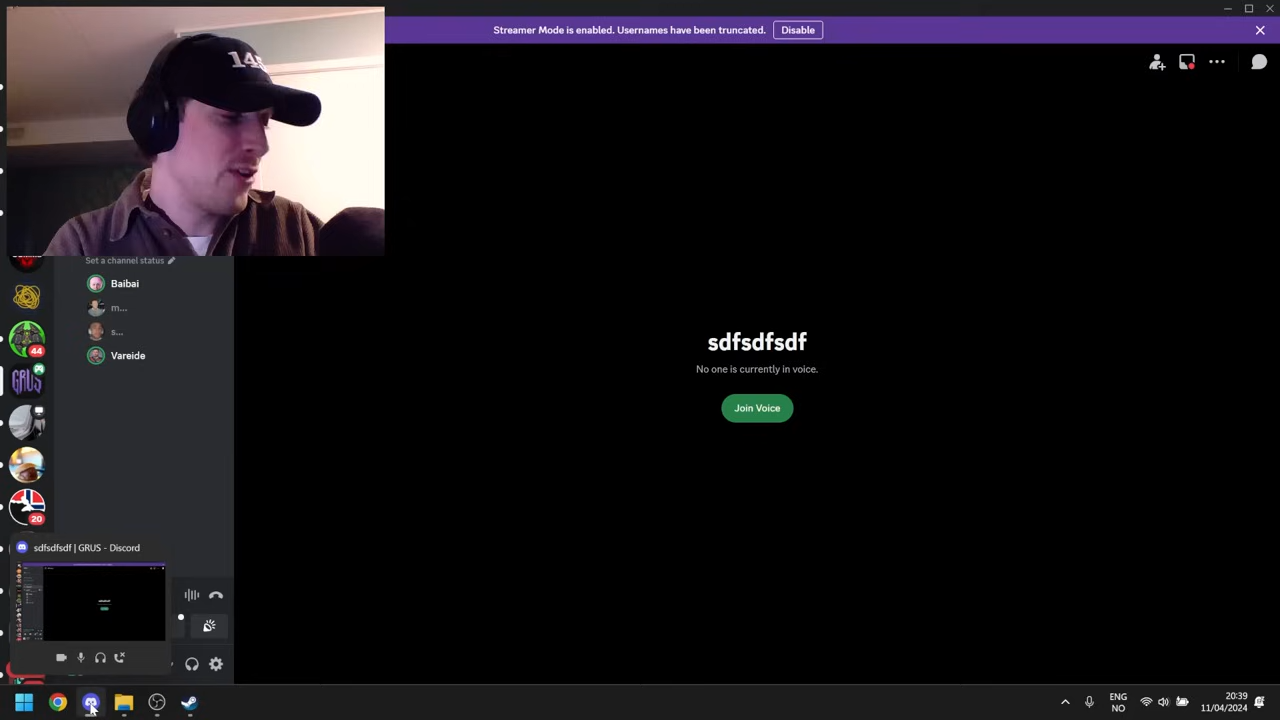 Streamer Mode is enabled. Usernames have been truncated.
Disable
Set a channel status
Baibai
m...
s...
Vareide
44
GRUS
20
sdfsdfsdf
No one is currently in voice.
Join Voice
sdfsdfsdf | GRUS - Discord
ENG
NO
20:39
11/04/2024